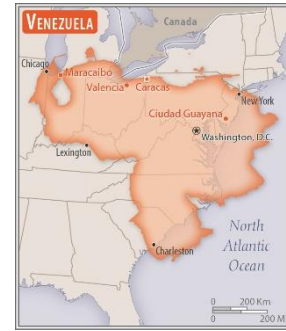 VENEZUELA
Canada
Chicago
Maracaibo
Valencia
Caracas
New York
Ciudad Guayana
Washington, D.C.
Lexington
North
Atlantic
Ocean
Charleston
0 200 Km
0 200 M